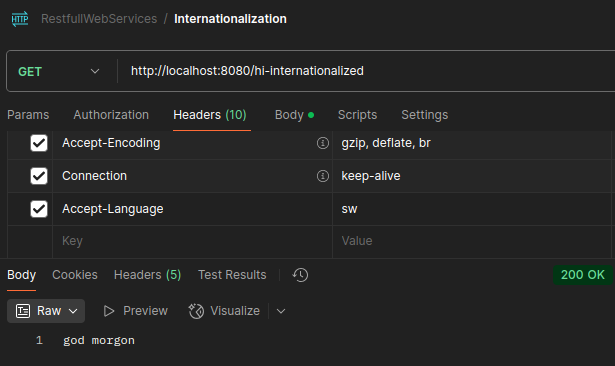 HTTP RestfullWebServices / Internationalization
GET http://localhost:8080/hi-internationalized
Params Authorization Headers (10) Body Scripts Settings
Accept-Encoding gzip, deflate, br
Connection keep-alive
Accept-Language sw
Key Value
Body Cookies Headers (5) Test Results 200 OK
Raw Preview Visualize
1 god morgon